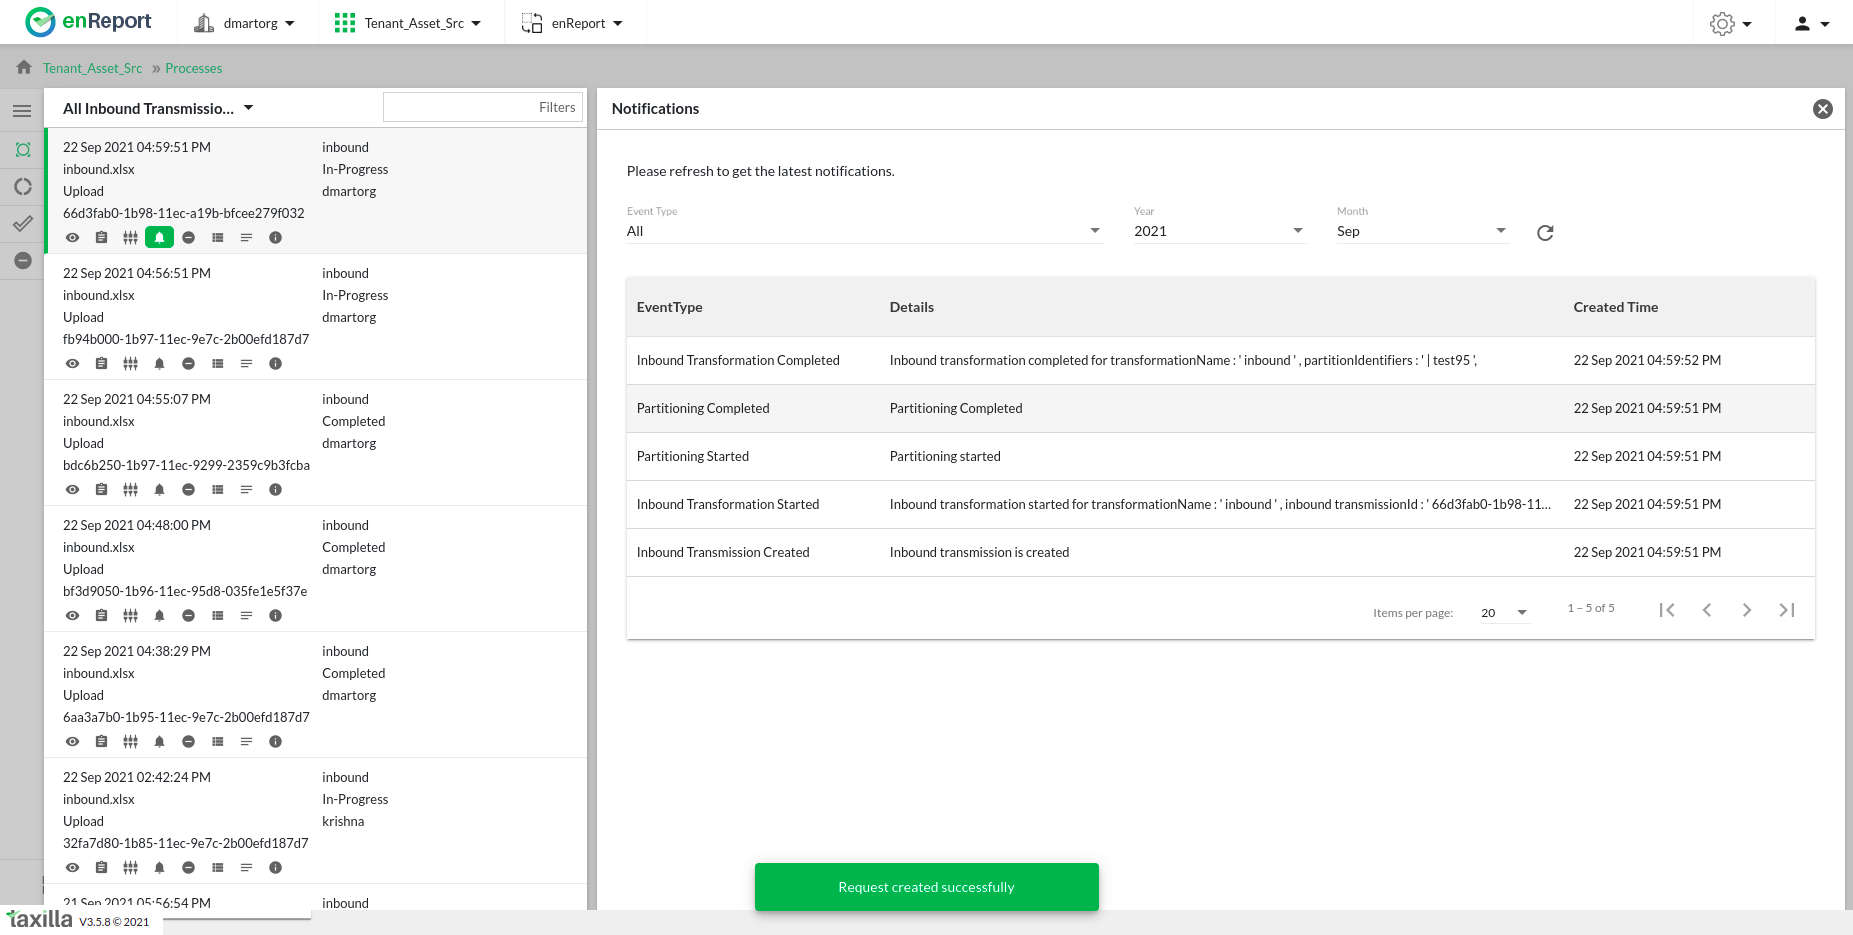 enReport
dmartorg
Tenant_Asset_Src
enReport
Tenant_Asset_Src » Processes
All Inbound Transmissio...
Filters
22 Sep 2021 04:59:51 PM inbound
inbound.xlsx In-Progress
Upload dmartorg
66d3fab0-1b98-11ec-a19b-bfcee279f032
22 Sep 2021 04:56:51 PM inbound
inbound.xlsx In-Progress
Upload dmartorg
fb94b000-1b97-11ec-9e7c-2b00efd187d7
22 Sep 2021 04:55:07 PM inbound
inbound.xlsx Completed
Upload dmartorg
bdc6b250-1b97-11ec-9299-2359c9b3fcba
22 Sep 2021 04:48:00 PM inbound
inbound.xlsx Completed
Upload dmartorg
bf3d9050-1b96-11ec-95d8-035fe1e5f37e
22 Sep 2021 04:38:29 PM inbound
inbound.xlsx Completed
Upload dmartorg
6aa3a7b0-1b95-11ec-9e7c-2b00efd187d7
22 Sep 2021 02:42:24 PM inbound
inbound.xlsx In-Progress
Upload krishna
32fa7d80-1b85-11ec-9e7c-2b00efd187d7
21 Sep 2021 05:56:54 PM inbound
taxilla V3.5.8 © 2021
Notifications
Please refresh to get the latest notifications.
Event Type Year Month
All 2021 Sep
EventType Details Created Time
Inbound Transformation Completed Inbound transformation completed for transformationName : ' inbound ' , partitionIdentifiers : ' | test95 ', 22 Sep 2021 04:59:52 PM
Partitioning Completed Partitioning Completed 22 Sep 2021 04:59:51 PM
Partitioning Started Partitioning started 22 Sep 2021 04:59:51 PM
Inbound Transformation Started Inbound transformation started for transformationName : ' inbound ' , inbound transmissionId : ' 66d3fab0-1b98-11... 22 Sep 2021 04:59:51 PM
Inbound Transmission Created Inbound transmission is created 22 Sep 2021 04:59:51 PM
Items per page: 20 1 – 5 of 5
Request created successfully